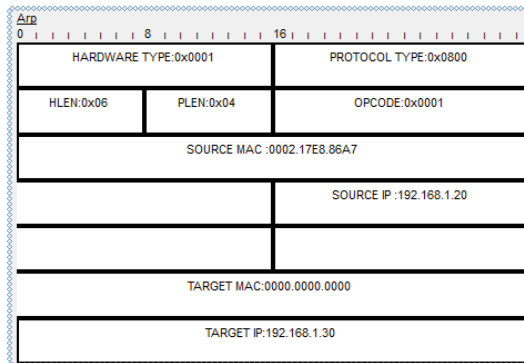 Arp
0 8 16
HARDWARE TYPE:0x0001 PROTOCOL TYPE:0x0800
HLEN:0x06 PLEN:0x04 OPCODE:0x0001
SOURCE MAC :0002.17E8.86A7
SOURCE IP :192.168.1.20
TARGET MAC:0000.0000.0000
TARGET IP:192.168.1.30